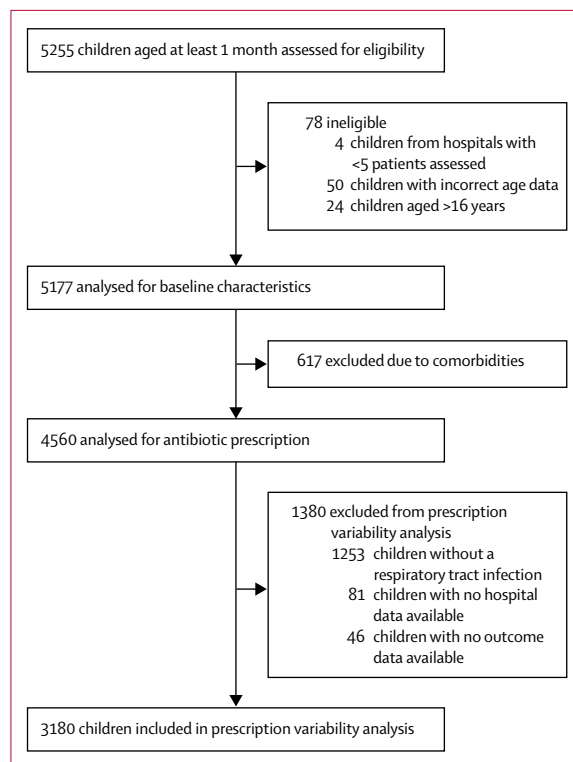 5255 children aged at least 1 month assessed for eligibility
78 ineligible
4 children from hospitals with
<5 patients assessed
50 children with incorrect age data
24 children aged >16 years
5177 analysed for baseline characteristics
617 excluded due to comorbidities
4560 analysed for antibiotic prescription
1380 excluded from prescription
variability analysis
1253 children without a
respiratory tract infection
81 children with no hospital
data available
46 children with no outcome
data available
3180 children included in prescription variability analysis